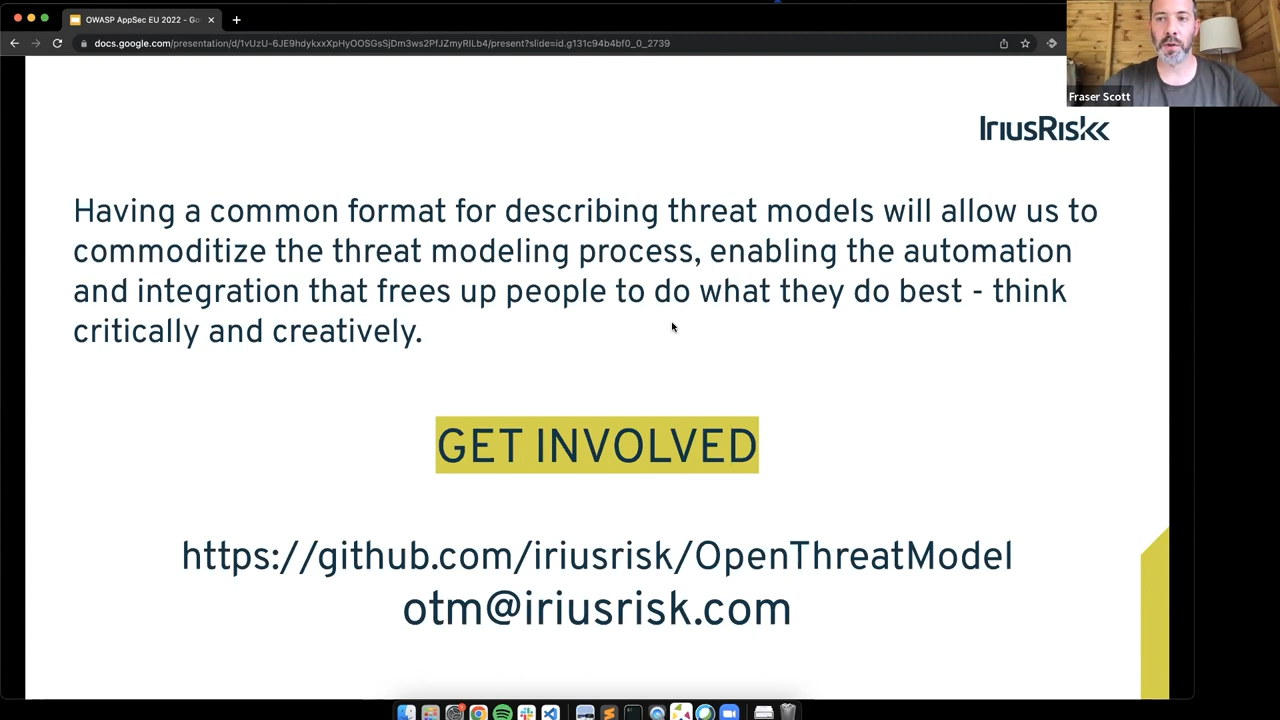 OWASP AppSec EU 2022 - Go
docs.google.com/presentation/d/1vUzU-6JE9hdykxxXpHyOOSGsSjDm3ws2PfJZmyRILb4/present?slide=id.g131c94b4bf0_0_2739
Fraser Scott
IriusRisk
Having a common format for describing threat models will allow us to
commoditize the threat modeling process, enabling the automation
and integration that frees up people to do what they do best - think
critically and creatively.
GET INVOLVED
https://github.com/iriusrisk/OpenThreatModel
otm@iriusrisk.com